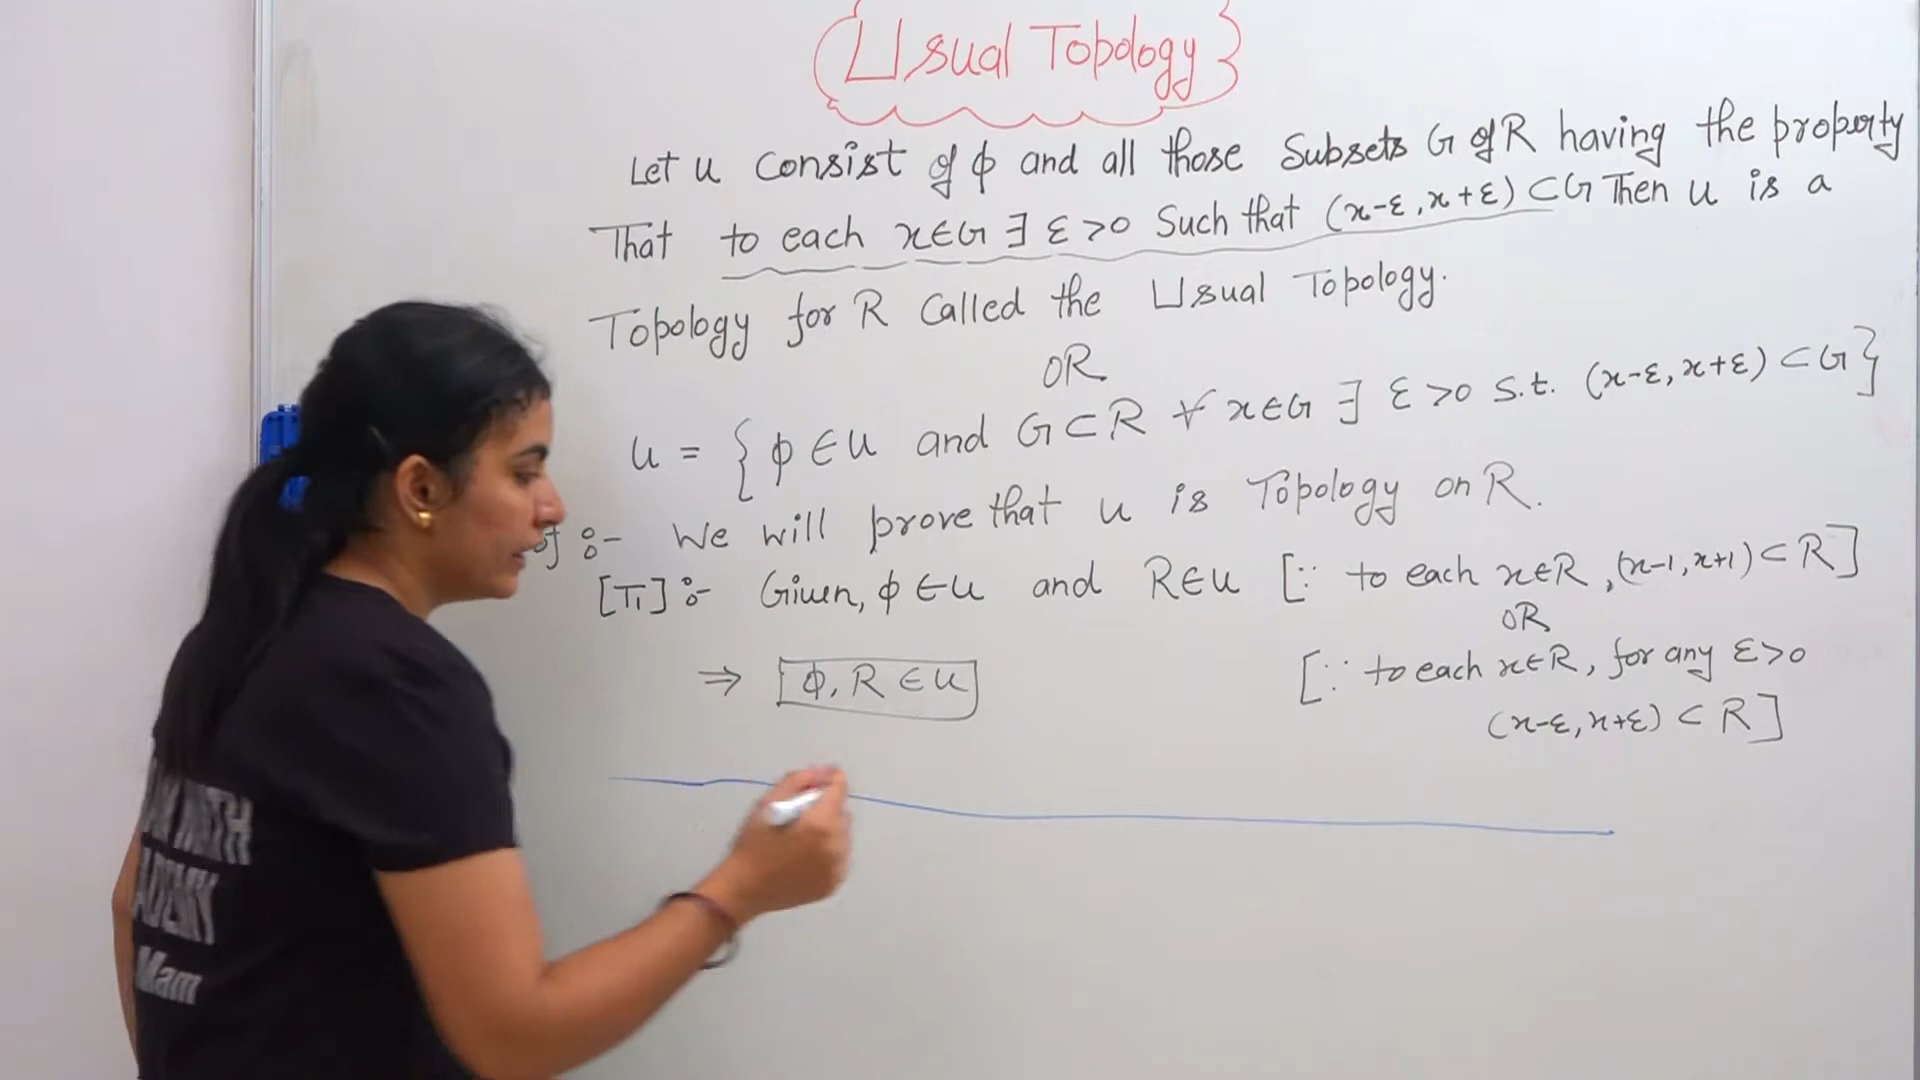 Usual Topology
Let U Consist of ϕ and all those Subsets G of R having the property
That to each x∈G ∃ ε>0 Such that (x-ε, x+ε) ⊂ G Then U is a
Topology for R Called the Usual Topology.
OR
U = { ϕ ∈ U and G ⊂ R ∀ x∈G ∃ ε>0 s.t. (x-ε, x+ε) ⊂ G }
:- We will prove that U is Topology on R.
[T1] :- Given, ϕ ∈ U and R∈U [∵ to each x∈R, (x-1, x+1) ⊂ R]
OR
⇒ ϕ, R ∈ U
[∵ to each x∈R, for any ε>0
(x-ε, x+ε) ⊂ R]
Mam